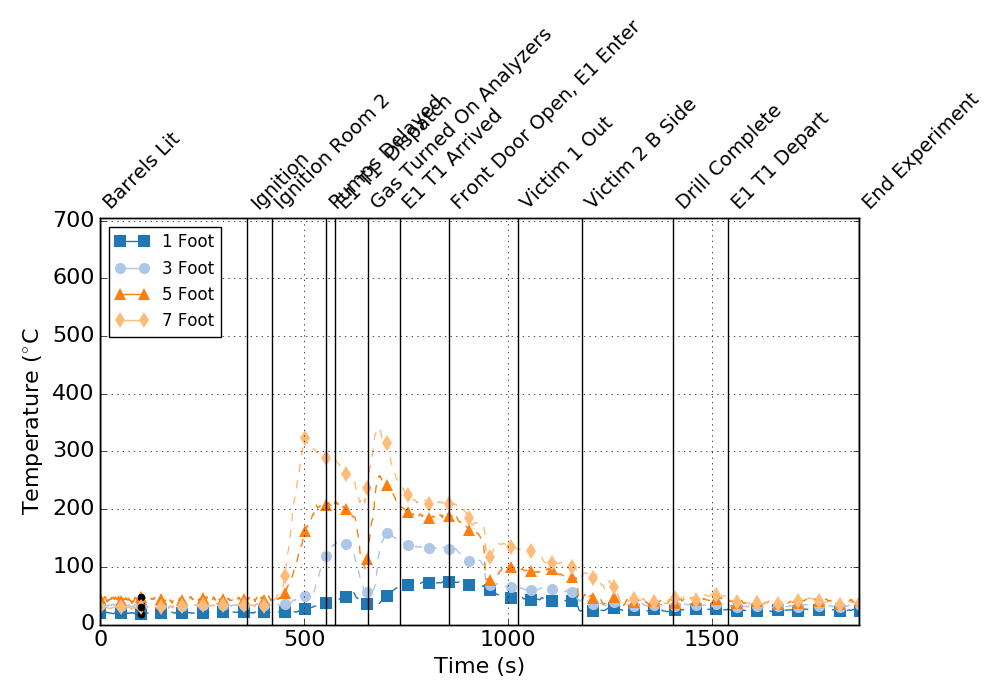 Barrels Lit
Ignition
Ignition Room 2
Pumps Delayed
E1 T1 Dispatch
Gas Turned On Analyzers
E1 T1 Arrived
Front Door Open, E1 Enter
Victim 1 Out
Victim 2 B Side
Drill Complete
E1 T1 Depart
End Experiment
700
600
500
400
300
200
100
0
Temperature (°C
1 Foot
3 Foot
5 Foot
7 Foot
0 500 1000 1500
Time (s)